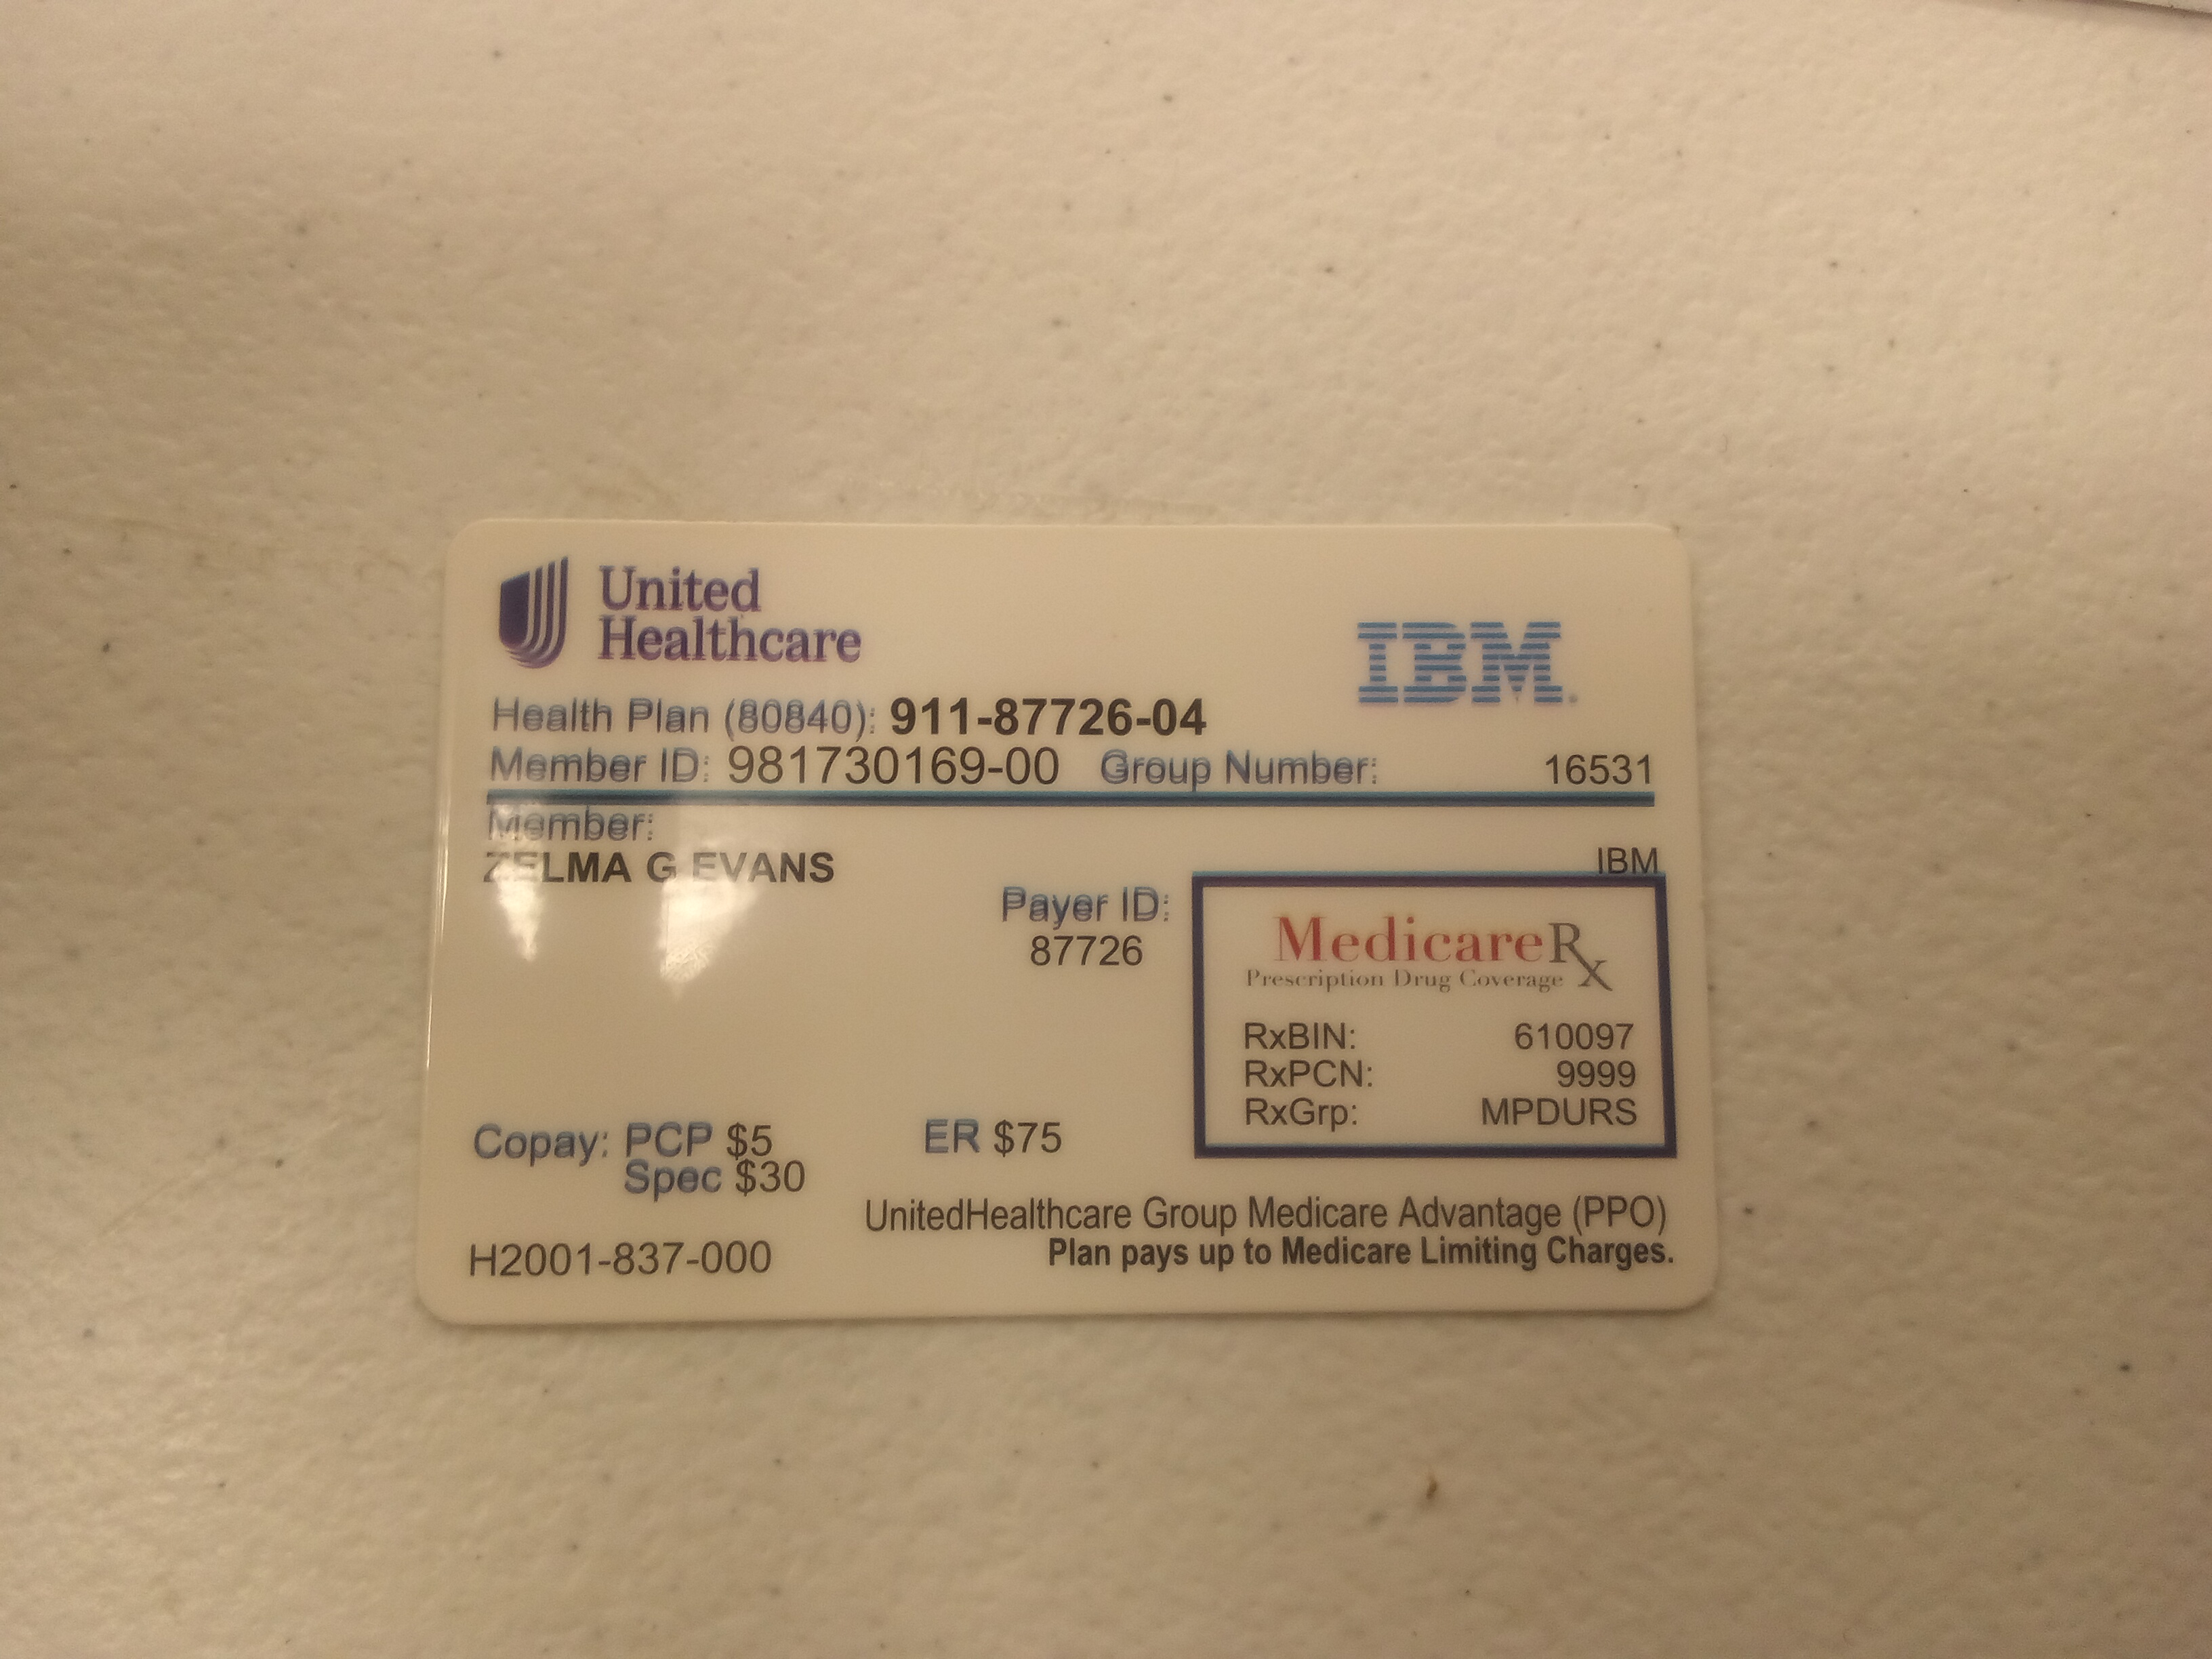 United
Healthcare
IBM.
Health Plan (80840): 911-87726-04
Member ID: 981730169-00 Group Number: 16531
Member:
ZELMA G EVANS
IBM
Payer ID:
87726
MedicareRx
Prescription Drug Coverage
RxBIN: 610097
RxPCN: 9999
RxGrp: MPDURS
Copay: PCP $5 ER $75
Spec $30
UnitedHealthcare Group Medicare Advantage (PPO)
H2001-837-000 Plan pays up to Medicare Limiting Charges.